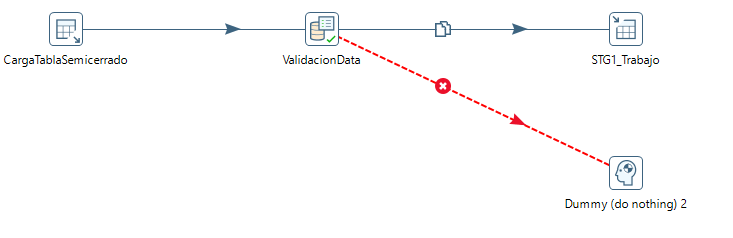 CargaTablaSemicerrado
ValidacionData
STG1_Trabajo
Dummy (do nothing) 2